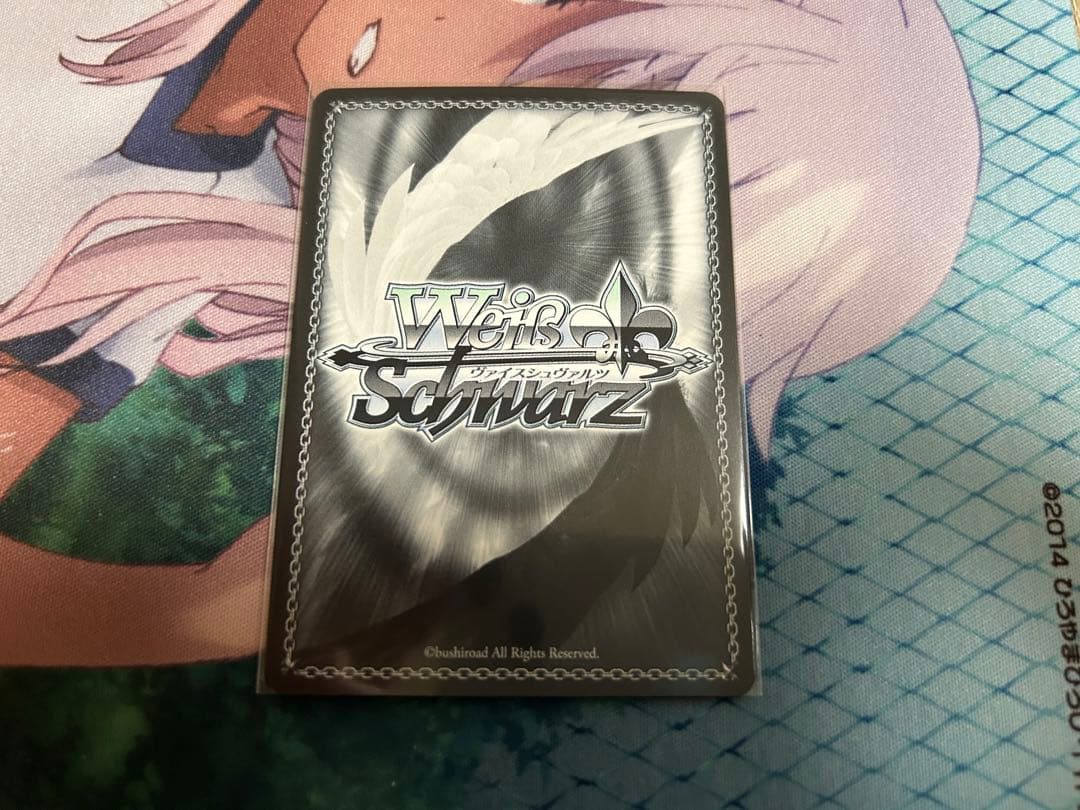 Weiß
ヴァイスシュヴァルツ
Schwarz
©bushiroad All Rights Reserved.
©2014 ひろやまひろし・TY